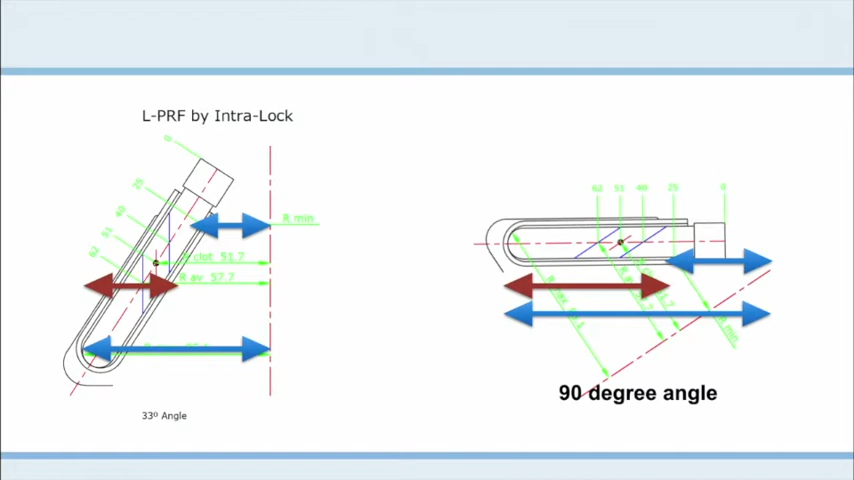 L-PRF by Intra-Lock
0
25
40
51
62
R min
R clot 51.7
R av 57.7
33º Angle
62 51 40 25 0
R min
90 degree angle